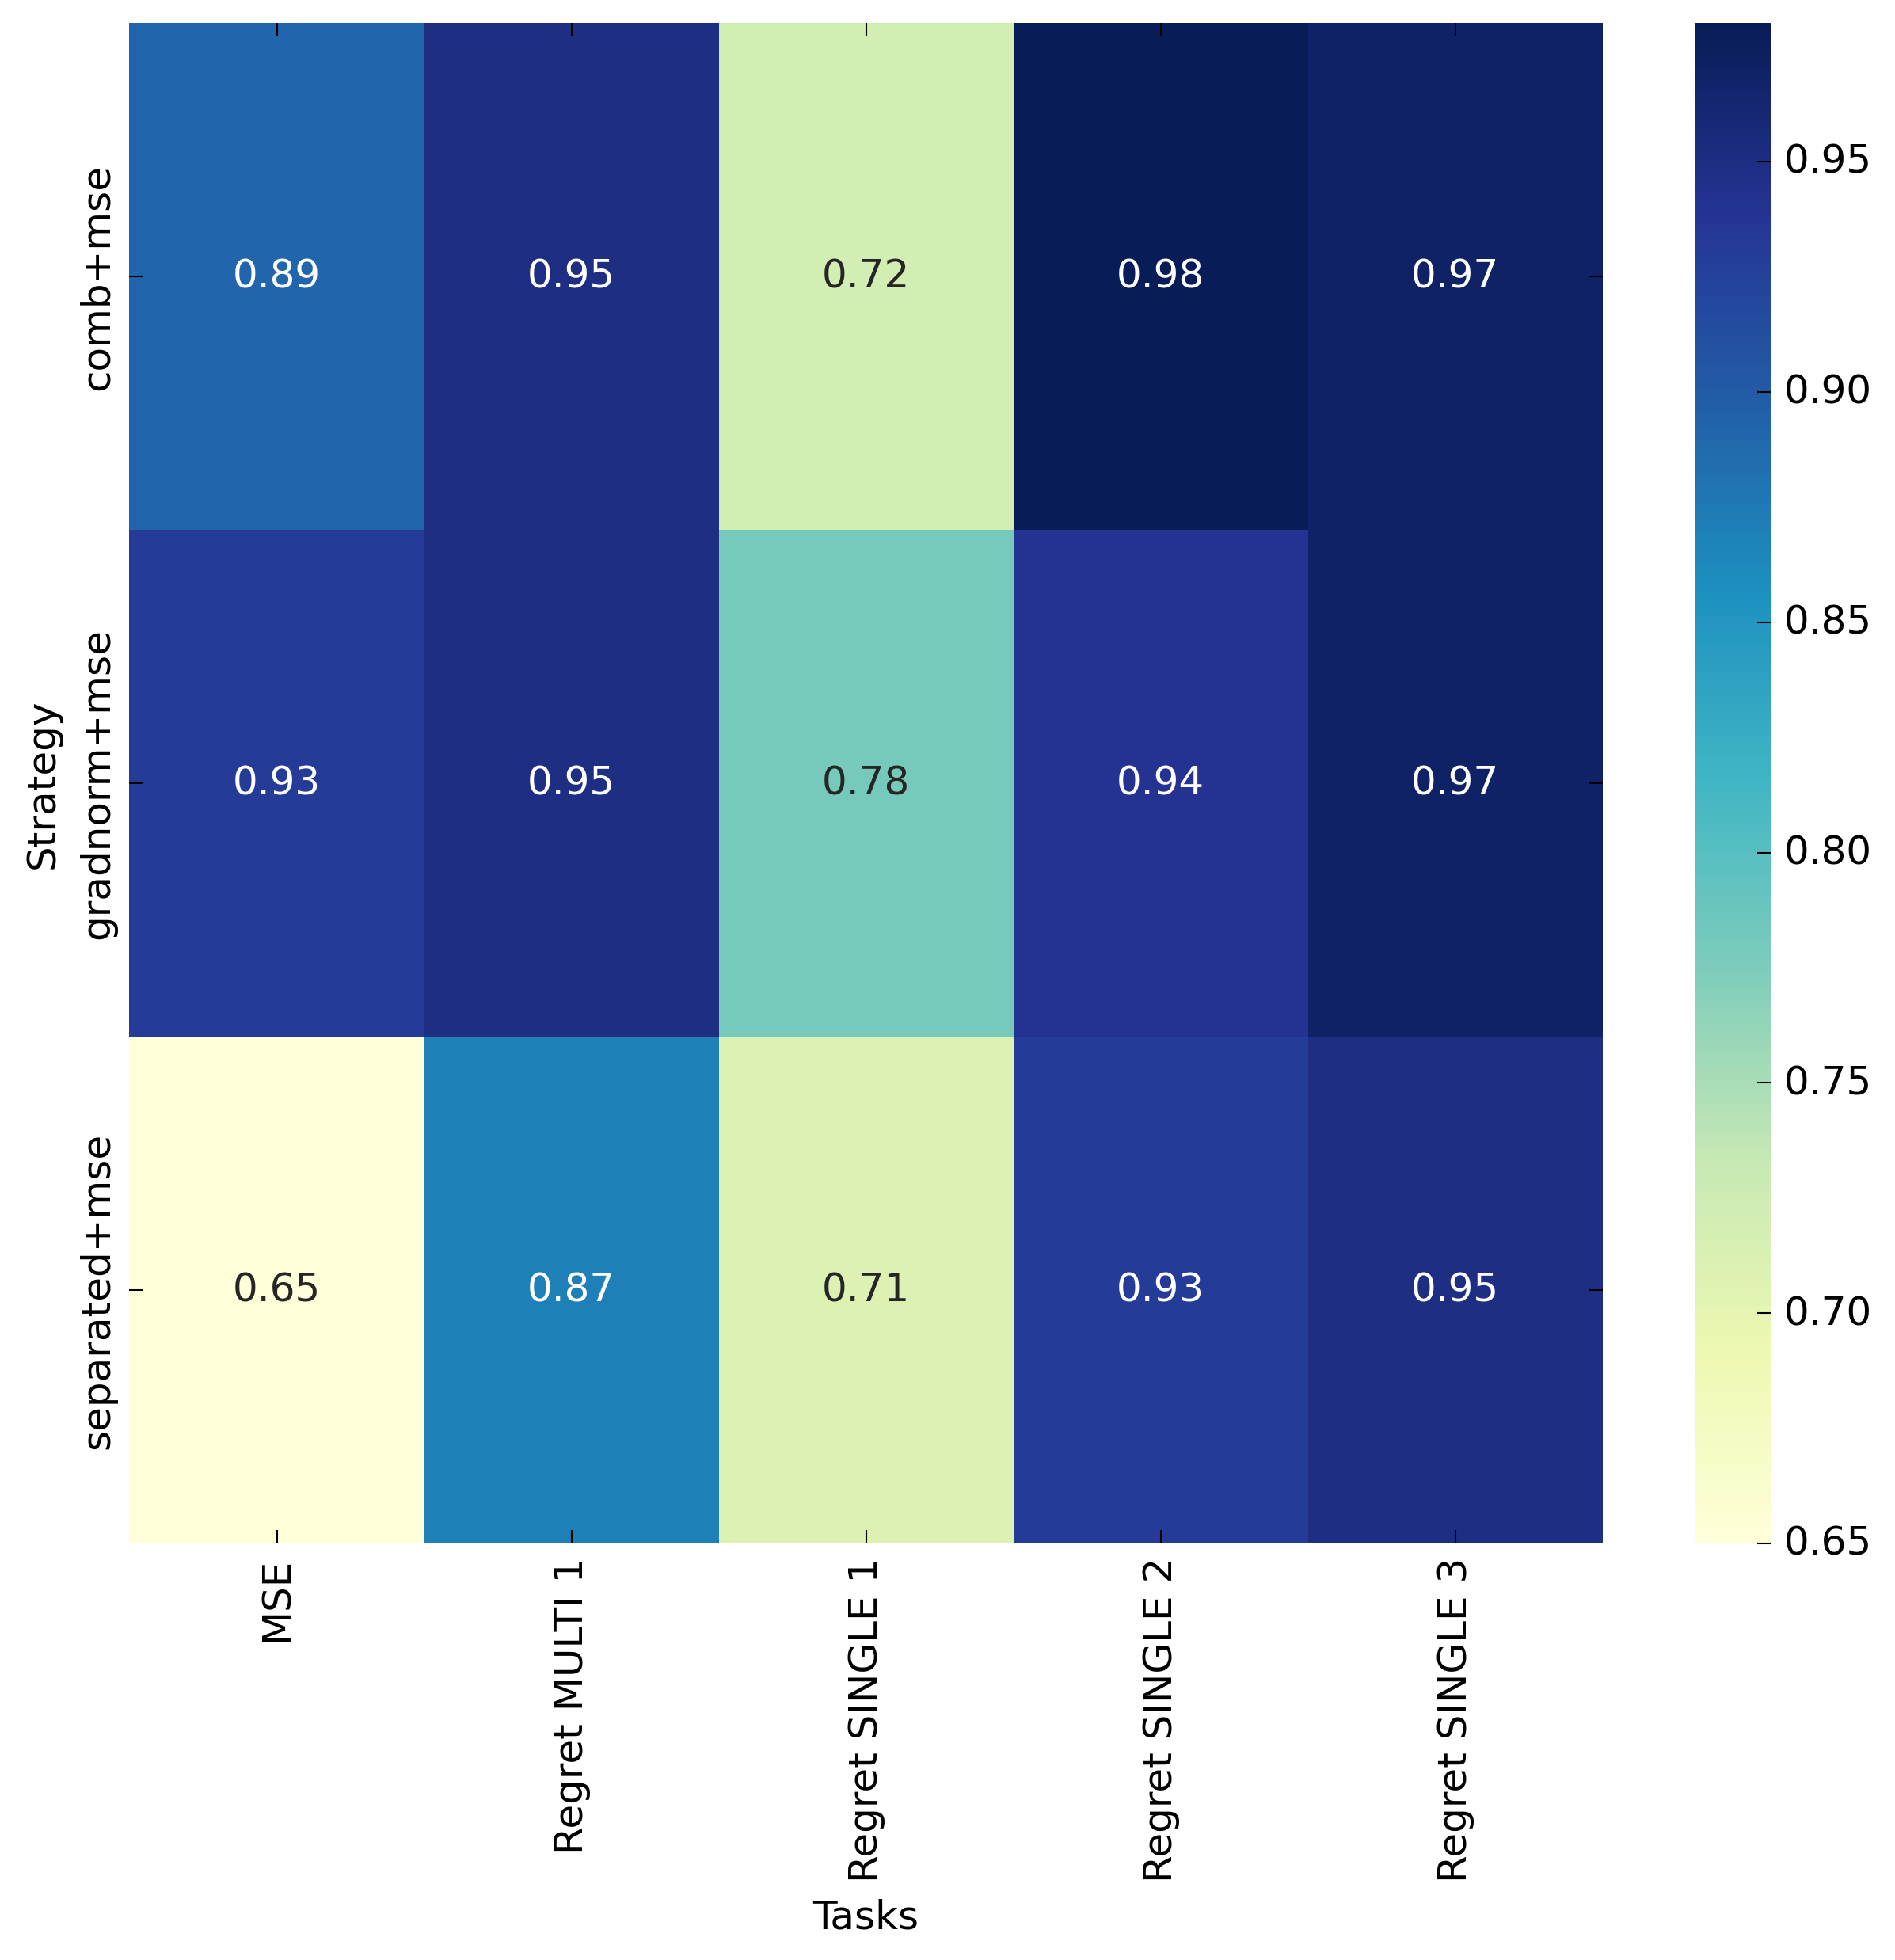 Strategy
comb+mse
0.89 0.95 0.72 0.98 0.97
gradnorm+mse
0.93 0.95 0.78 0.94 0.97
separated+mse
0.65 0.87 0.71 0.93 0.95
MSE
Regret MULTI 1
Regret SINGLE 1
Regret SINGLE 2
Regret SINGLE 3
Tasks
0.95
0.90
0.85
0.80
0.75
0.70
0.65